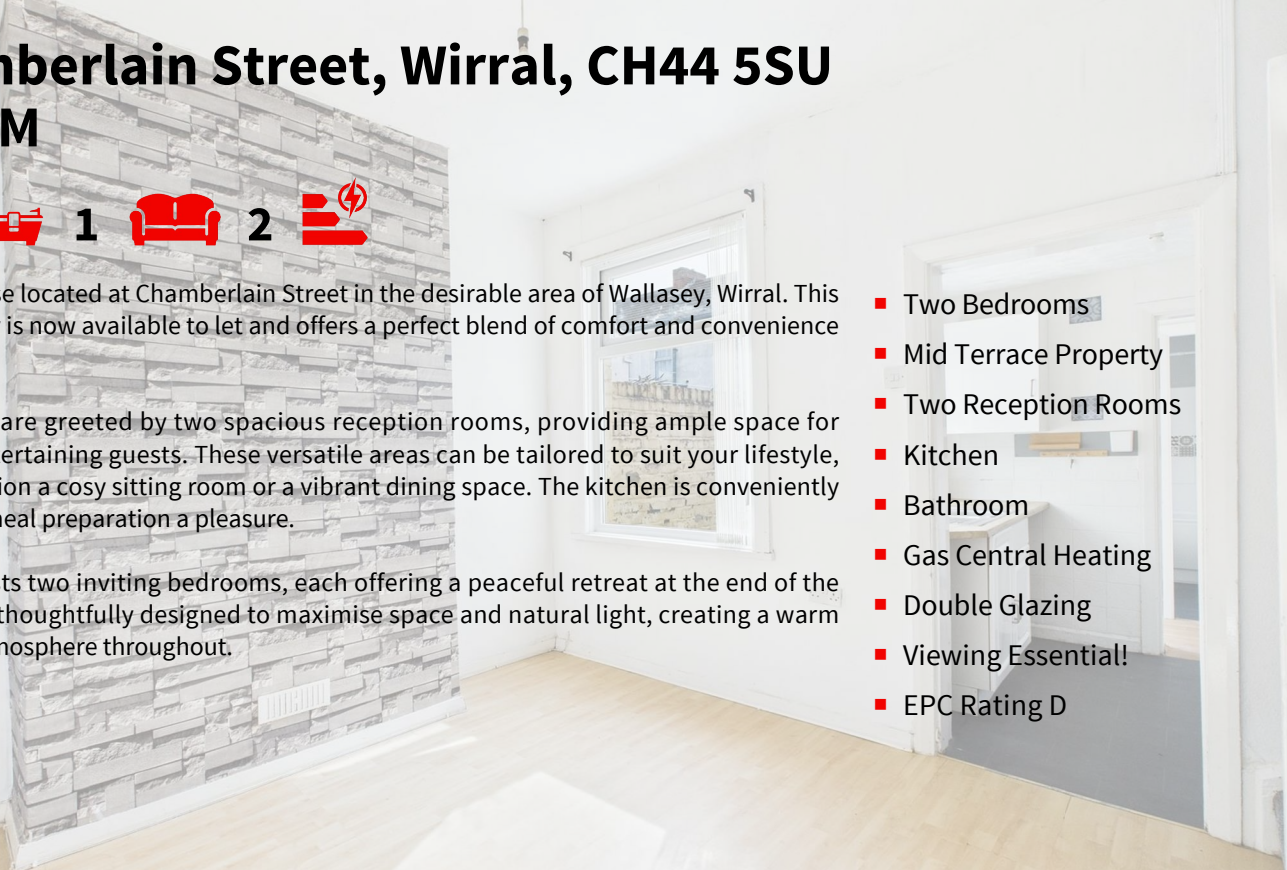 mberlain Street, Wirral, CH44 5SU
M
1 2
se located at Chamberlain Street in the desirable area of Wallasey, Wirral. This
is now available to let and offers a perfect blend of comfort and convenience
are greeted by two spacious reception rooms, providing ample space for
ertaining guests. These versatile areas can be tailored to suit your lifestyle,
ion a cosy sitting room or a vibrant dining space. The kitchen is conveniently
meal preparation a pleasure.
ts two inviting bedrooms, each offering a peaceful retreat at the end of the
thoughtfully designed to maximise space and natural light, creating a warm
mosphere throughout.
Two Bedrooms
Mid Terrace Property
Two Reception Rooms
Kitchen
Bathroom
Gas Central Heating
Double Glazing
Viewing Essential!
EPC Rating D